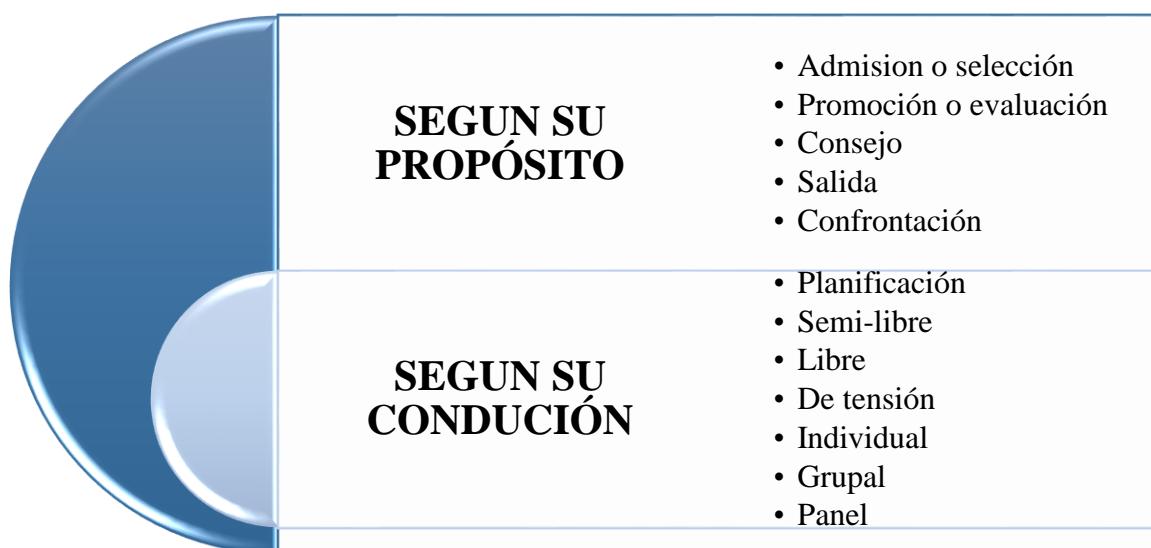 SEGUN SU
PROPÓSITO
• Admision o selección
• Promoción o evaluación
• Consejo
• Salida
• Confrontación
SEGUN SU
CONDUCIÓN
• Planificación
• Semi-libre
• Libre
• De tensión
• Individual
• Grupal
• Panel